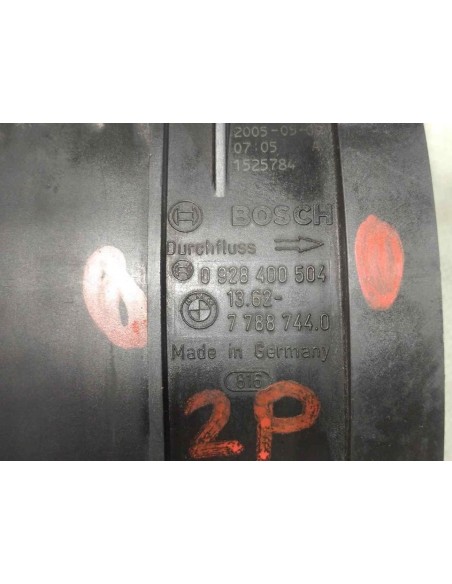 2005-05-09
07:05 A
1525784
BOSCH
Durchfluss
0 928 400 504
13.62-
7 788 744.0
Made in Germany
816
2P